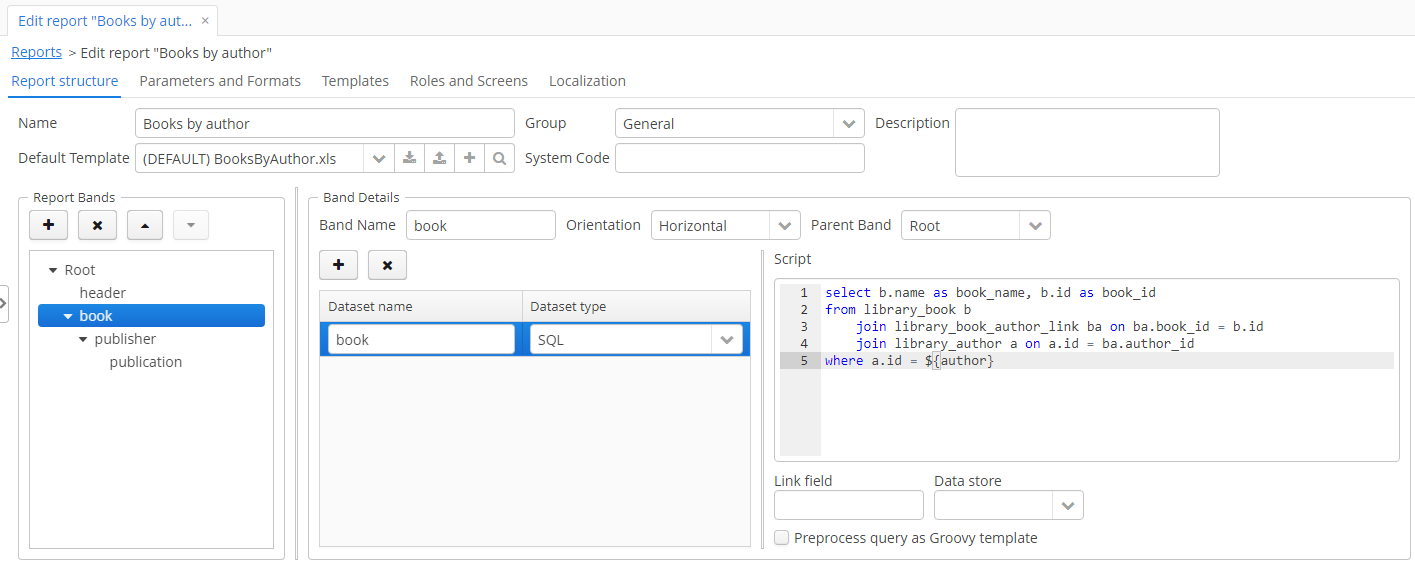 Edit report "Books by aut... ×
Reports > Edit report "Books by author"
Report structure Parameters and Formats Templates Roles and Screens Localization
Name Books by author Group General Description
Default Template (DEFAULT) BooksByAuthor.xls System Code
Report Bands
Root
header
book
publisher
publication
Band Details
Band Name book Orientation Horizontal Parent Band Root
Dataset name Dataset type
book SQL
Script
1 select b.name as book_name, b.id as book_id
2 from library_book b
3 join library_book_author_link ba on ba.book_id = b.id
4 join library_author a on a.id = ba.author_id
5 where a.id = ${author}
Link field Data store
Preprocess query as Groovy template